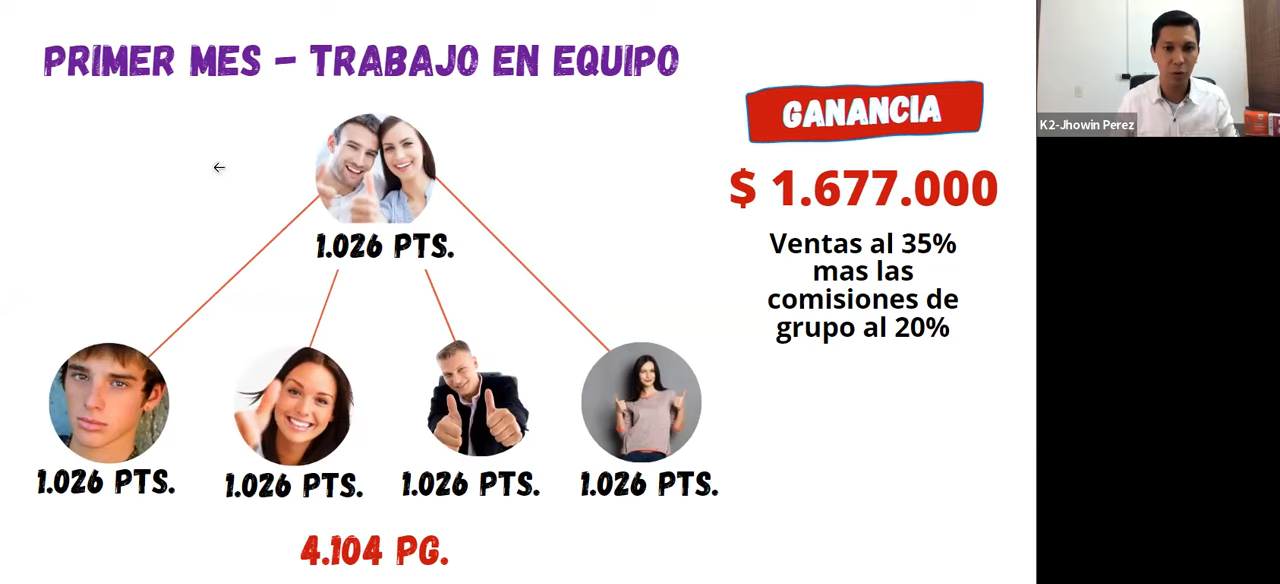 PRIMER MES - TRABAJO EN EQUIPO
GANANCIA
$ 1.677.000
Ventas al 35%
mas las
comisiones de
grupo al 20%
1.026 PTS.
1.026 PTS.
1.026 PTS.
1.026 PTS.
1.026 PTS.
4.104 PG.
K2-Jhowin Perez